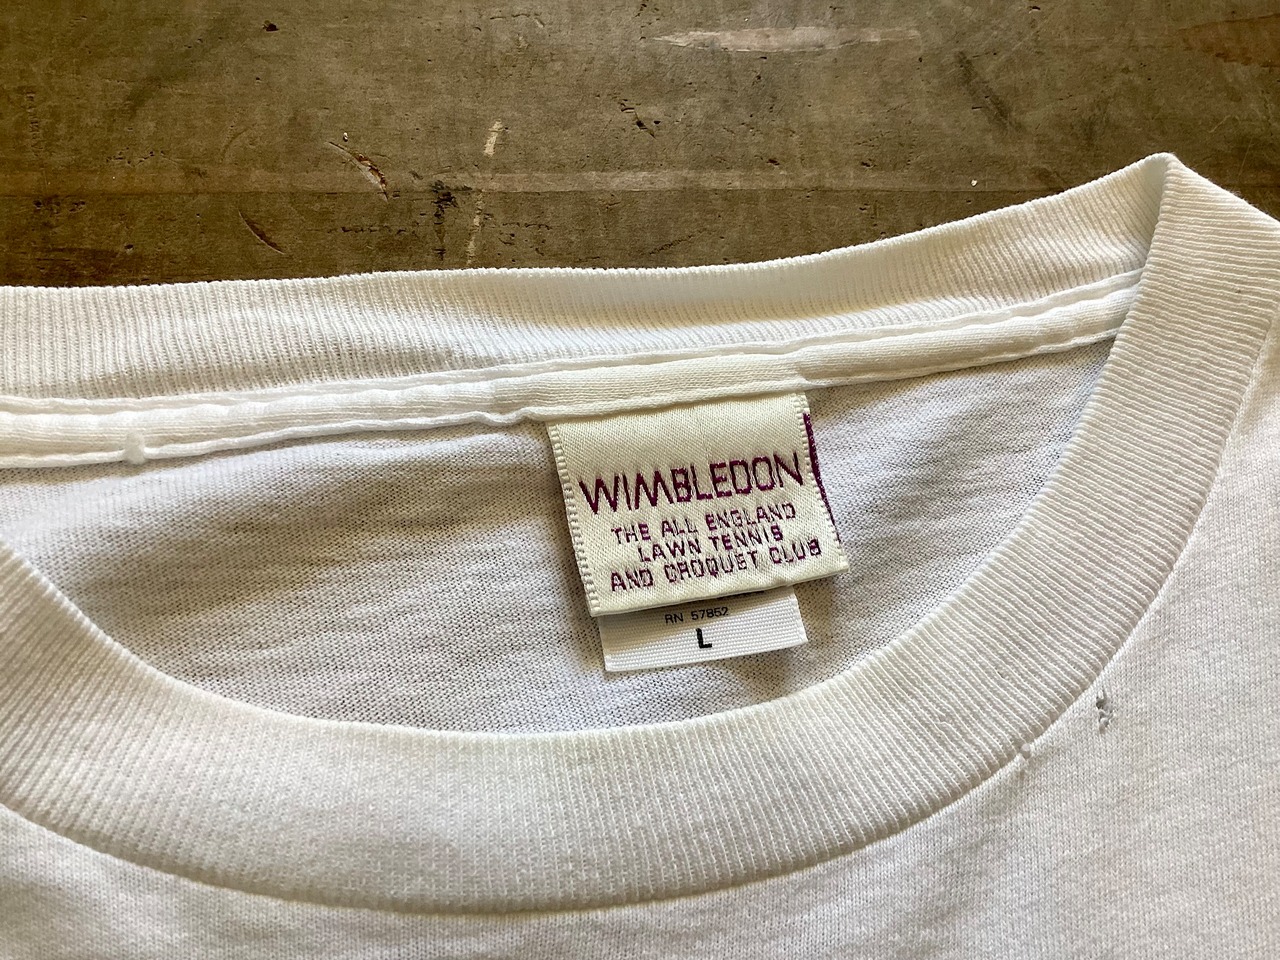 WIMBLEDON
THE ALL ENGLAND
LAWN TENNIS
AND CROQUET CLUB
RN 57852
L